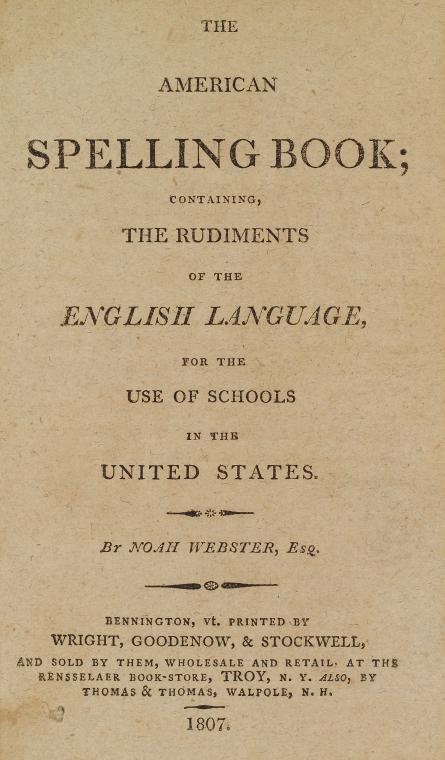 THE
AMERICAN
SPELLING BOOK;
CONTAINING,
THE RUDIMENTS
OF THE
ENGLISH LANGUAGE,
FOR THE
USE OF SCHOOLS
IN THE
UNITED STATES.
By NOAH WEBSTER, Esq.
BENNINGTON, Vt. PRINTED BY
WRIGHT, GOODENOW, & STOCKWELL,
AND SOLD BY THEM, WHOLESALE AND RETAIL, AT THE
RENSSELAER BOOK-STORE, TROY, N. Y. ALSO, BY
THOMAS & THOMAS, WALPOLE, N. H.
1807.